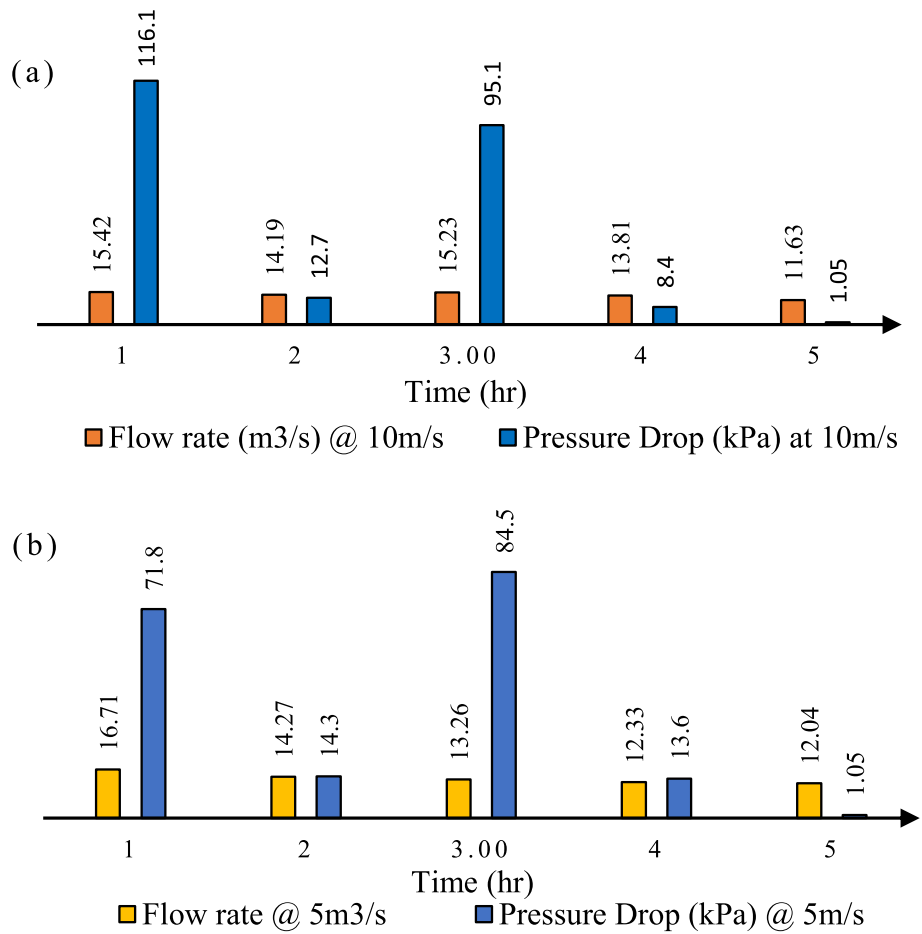 (a)
116.1
95.1
15.42
14.19
12.7
15.23
13.81
8.4
11.63
1.05
1 2 3.00 4 5
Time (hr)
Flow rate (m3/s) @ 10m/s Pressure Drop (kPa) at 10m/s
(b)
71.8
84.5
16.71
14.27
14.3
13.26
12.33
13.6
12.04
1.05
1 2 3.00 4 5
Time (hr)
Flow rate @ 5m3/s Pressure Drop (kPa) @ 5m/s